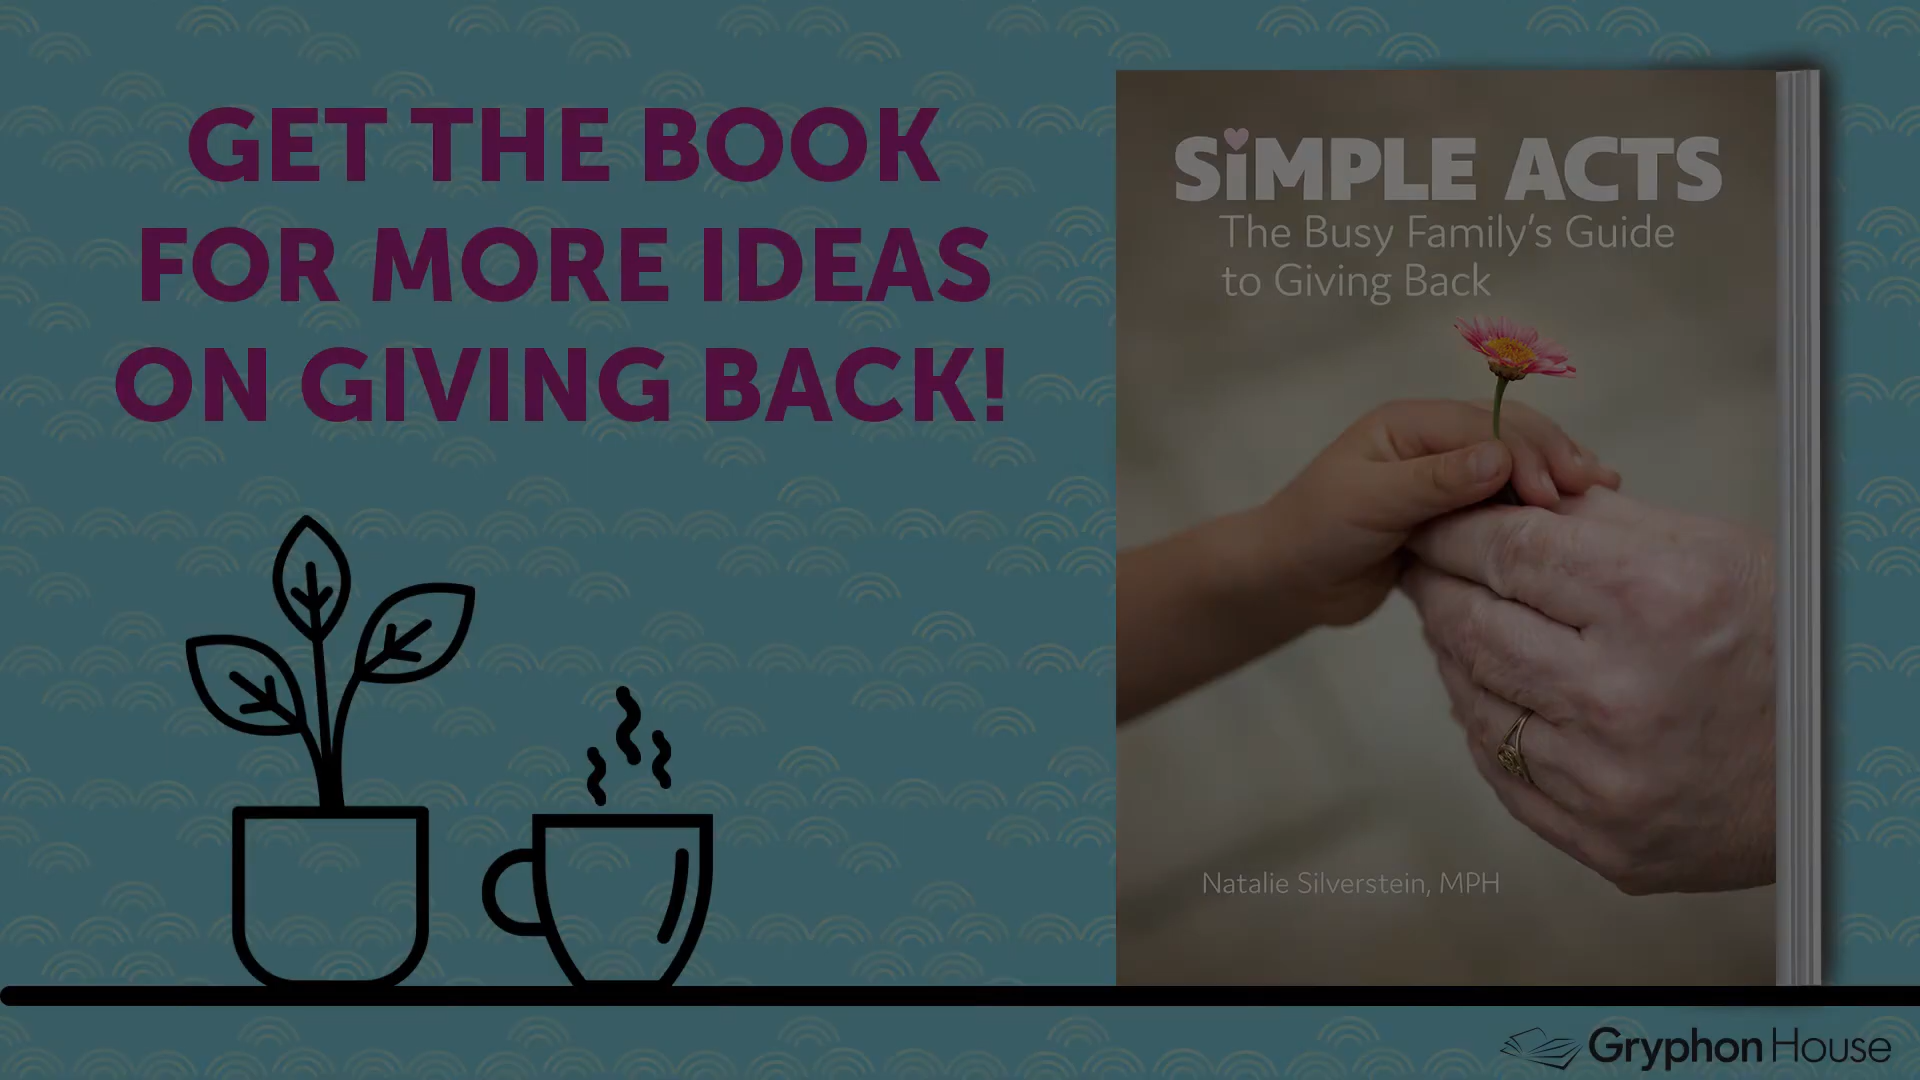 GET THE BOOK
FOR MORE IDEAS
ON GIVING BACK!
SiMPLE ACTS
The Busy Family's Guide
to Giving Back
Natalie Silverstein, MPH
Gryphon House